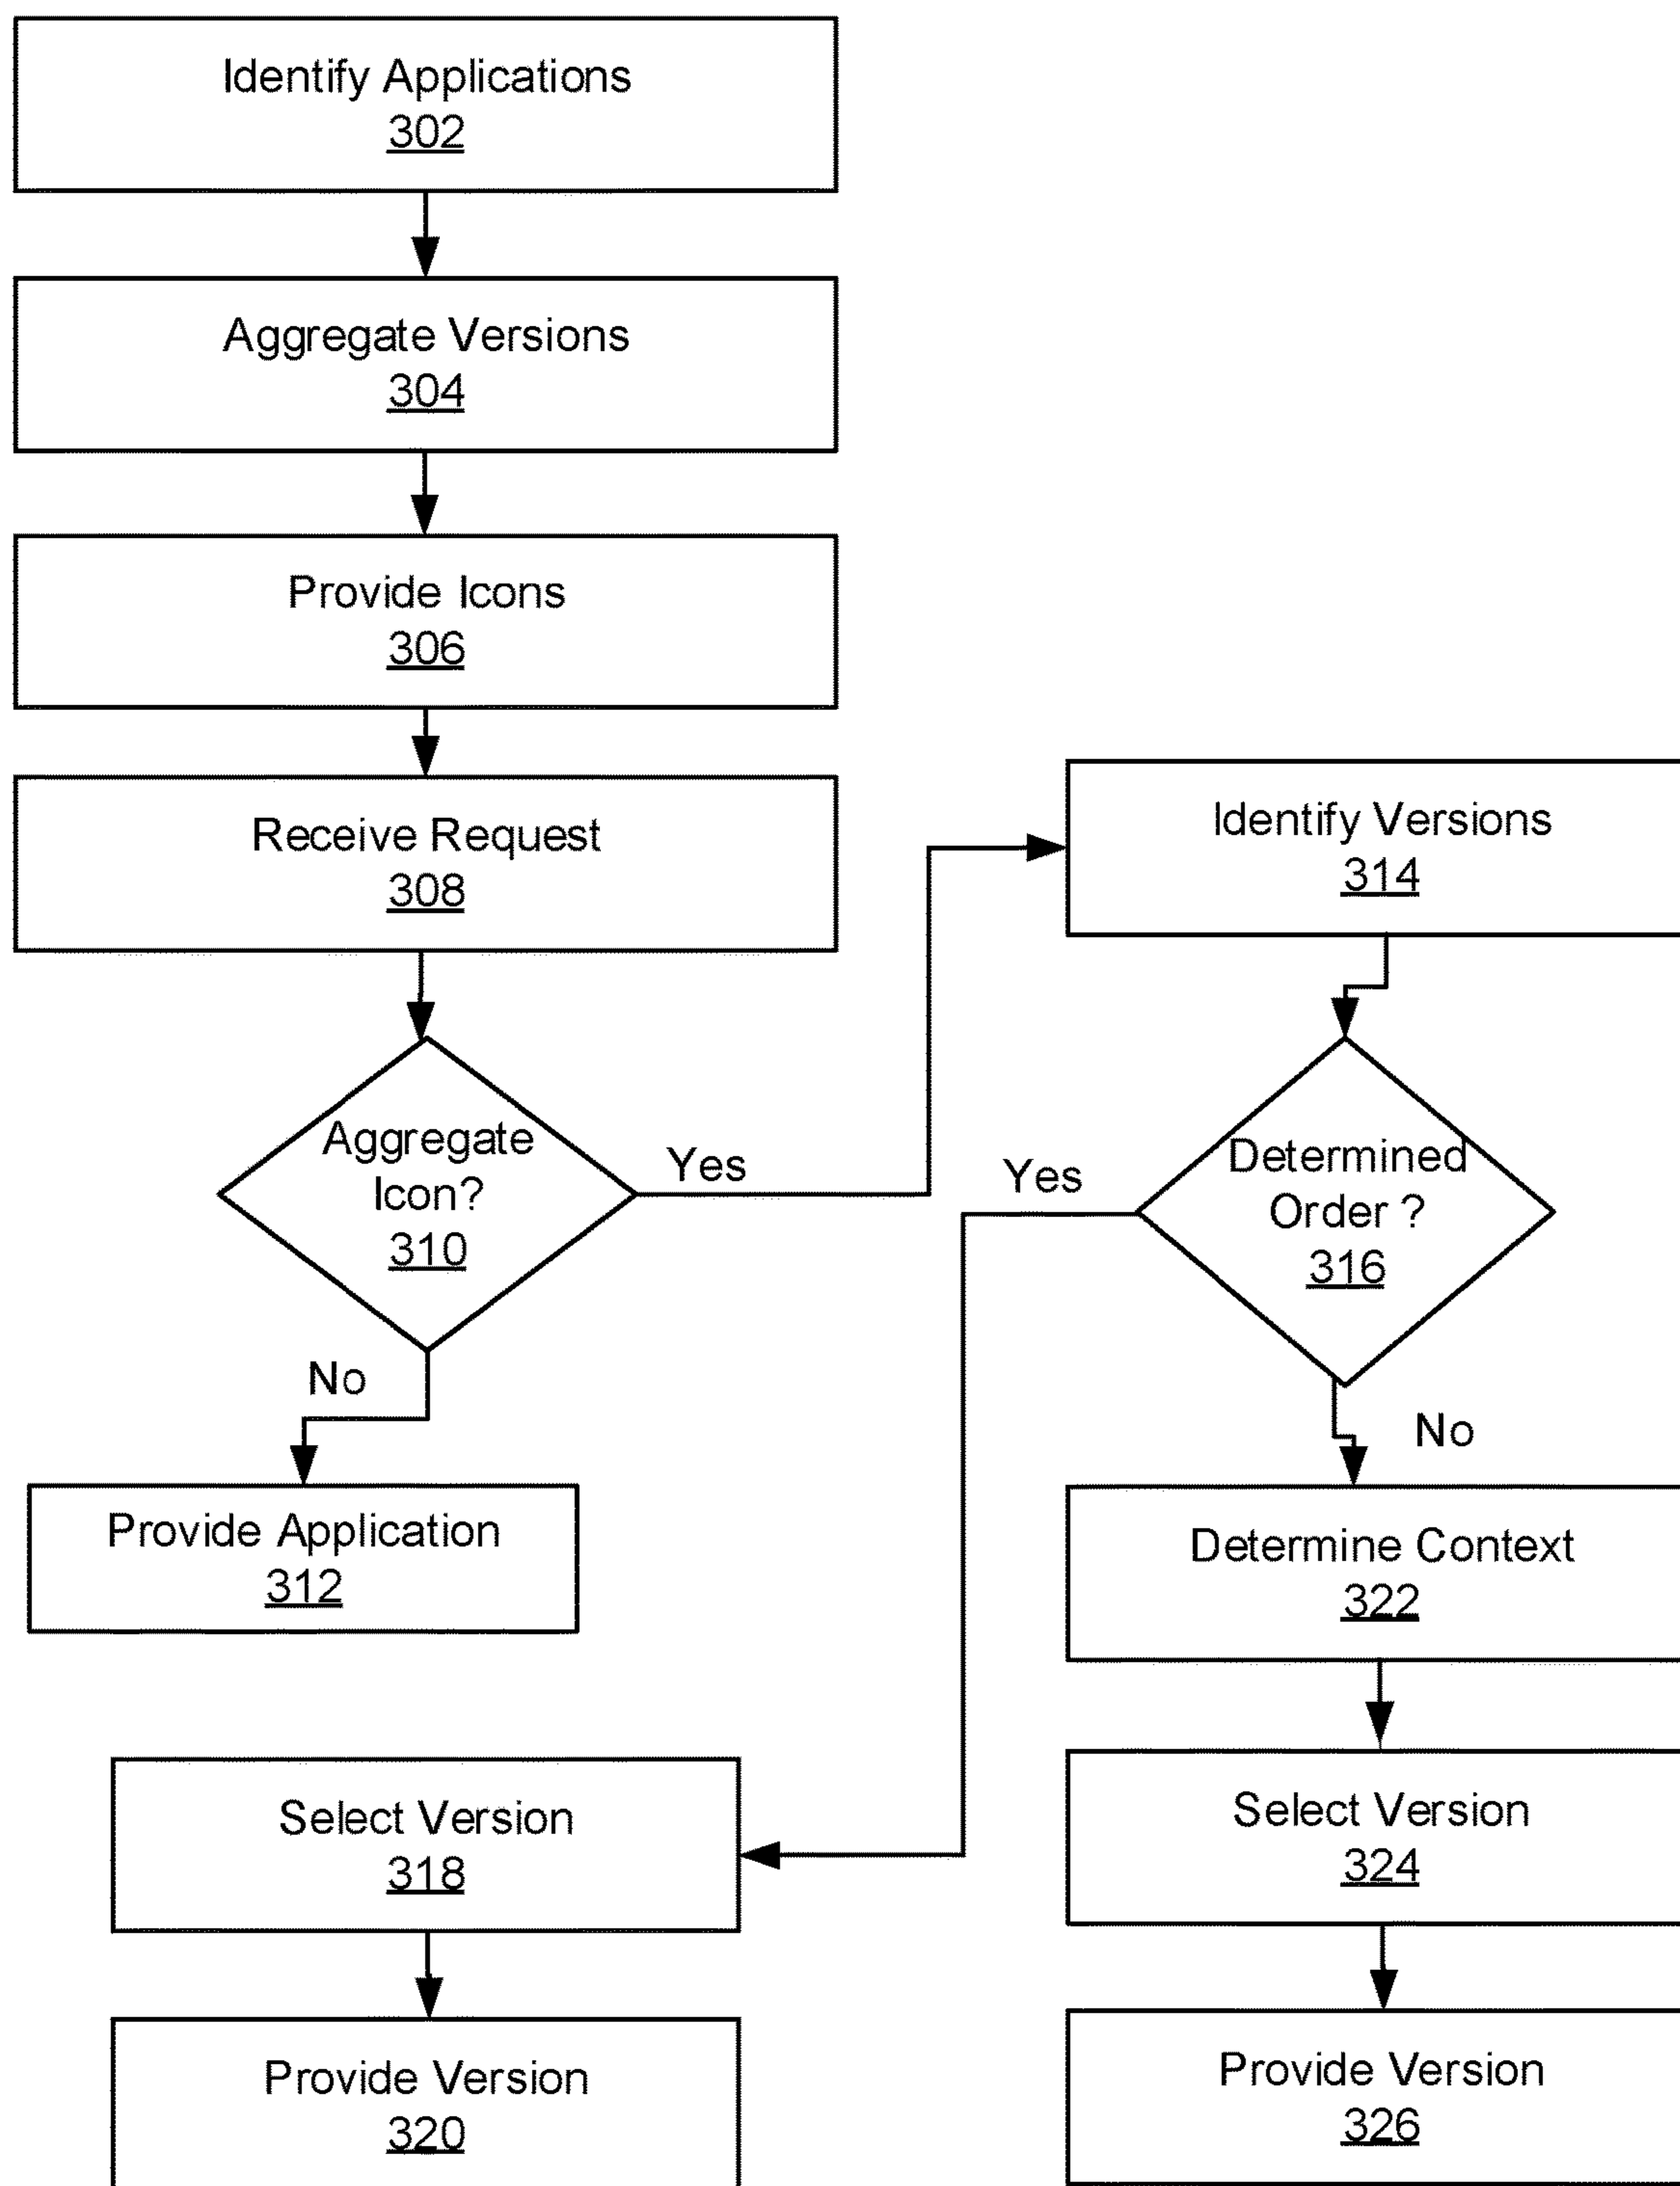 Identify Applications
302
Aggregate Versions
304
Provide Icons
306
Receive Request
308
Aggregate
Icon?
310
Yes
No
Provide Application
312
Identify Versions
314
Determined
Order ?
316
Yes
No
Select Version
318
Provide Version
320
Determine Context
322
Select Version
324
Provide Version
326